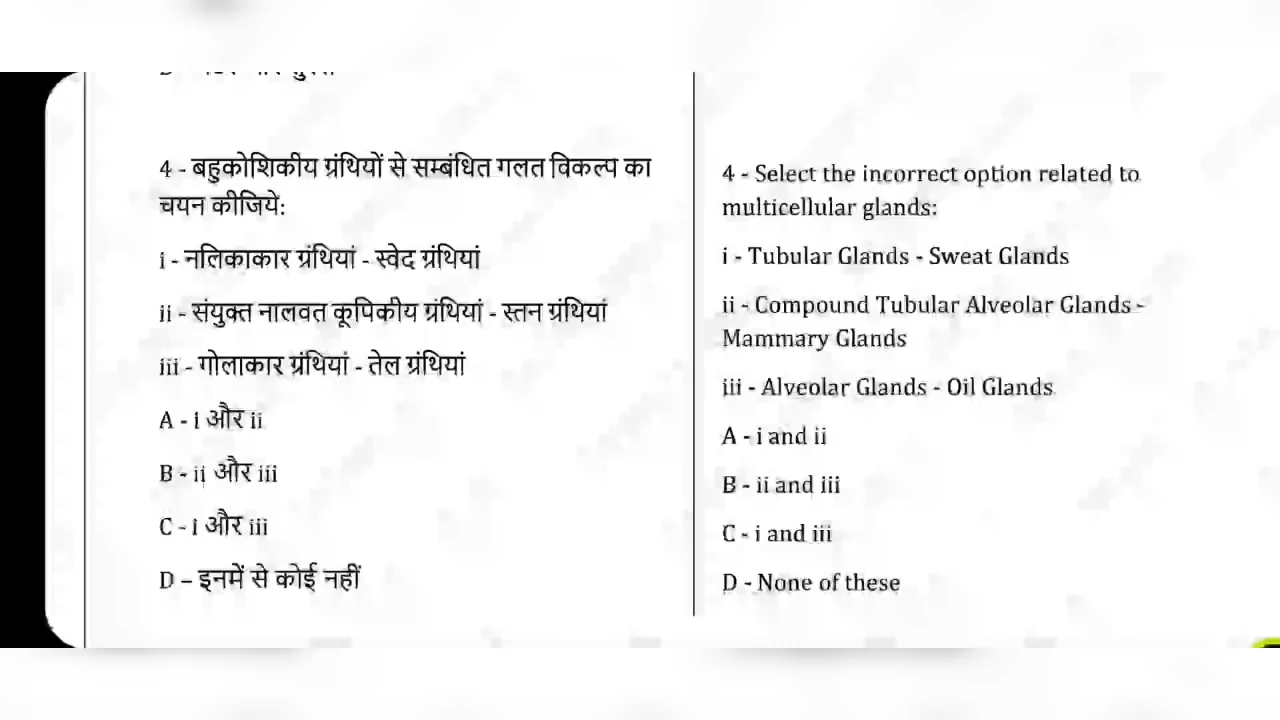 4 - बहुकोशिकीय ग्रंथियों से सम्बंधित गलत विकल्प का
चयन कीजिये:
i - नलिकाकार ग्रंथियां - स्वेद ग्रंथियां
ii - संयुक्त नालवत कूपिकीय ग्रंथियां - स्तन ग्रंथियां
iii - गोलाकार ग्रंथियां - तेल ग्रंथियां
A - i और ii
B - ii और iii
C - i और iii
D – इनमें से कोई नहीं
4 - Select the incorrect option related to
multicellular glands:
i - Tubular Glands - Sweat Glands
ii - Compound Tubular Alveolar Glands -
Mammary Glands
iii - Alveolar Glands - Oil Glands
A - i and ii
B - ii and iii
C - i and iii
D - None of these